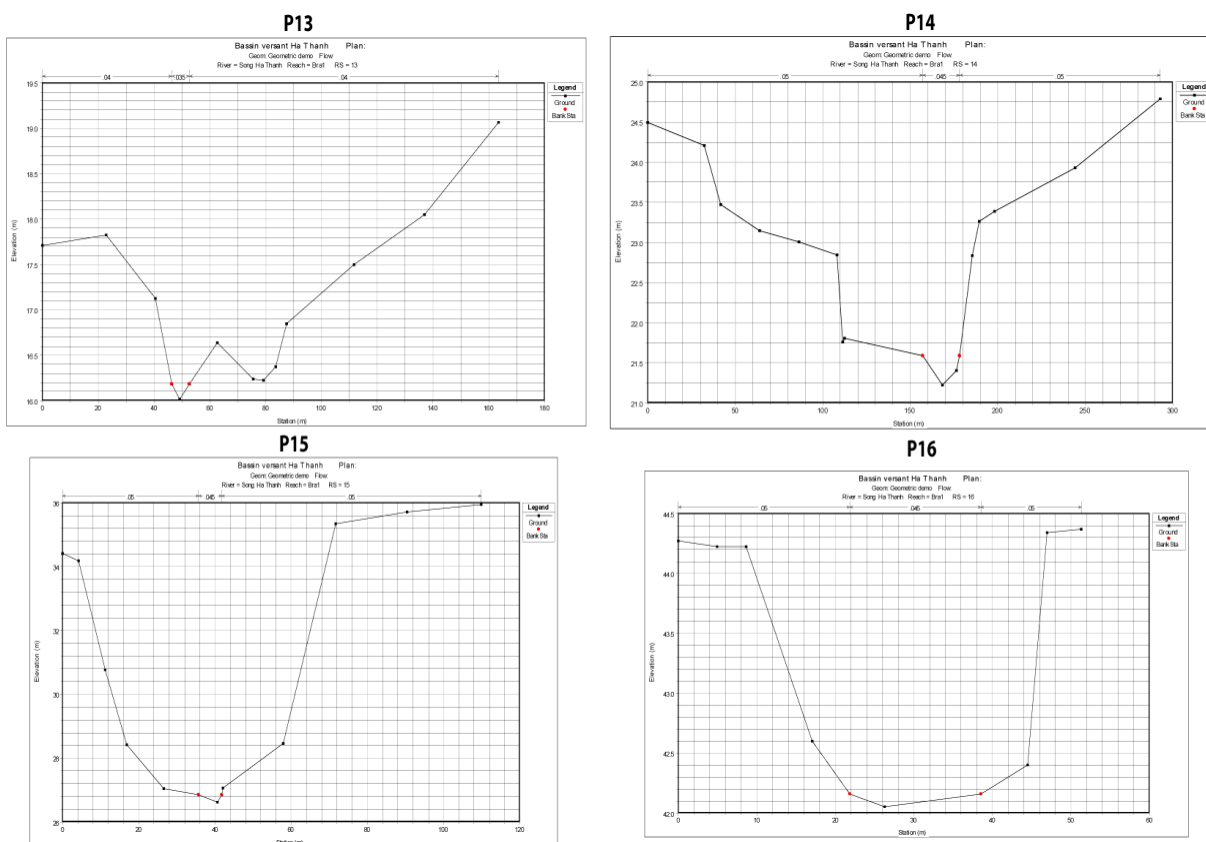 P13
Bassin versant Ha Thanh Plan:
Geom: Geometric demo Flow:
River = Song Ha Thanh Reach = Bra1 RS = 13
.04 .035 .04
Legend
Ground
Bank Sta
19.5
19.0
18.5
18.0
17.5
17.0
16.5
16.0
Elevation (m)
0 20 40 60 80 100 120 140 160 180
Station (m)
P14
Bassin versant Ha Thanh Plan:
Geom: Geometric demo Flow:
River = Song Ha Thanh Reach = Bra1 RS = 14
.05 .045 .05
Legend
Ground
Bank Sta
25.0
24.5
24.0
23.5
23.0
22.5
22.0
21.5
21.0
Elevation (m)
0 50 100 150 200 250 300
Station (m)
P15
Bassin versant Ha Thanh Plan:
Geom: Geometric demo Flow:
River = Song Ha Thanh Reach = Bra1 RS = 15
.05 .045 .05
Legend
Ground
Bank Sta
36
34
32
30
28
26
Elevation (m)
0 20 40 60 80 100 120
Station (m)
P16
Bassin versant Ha Thanh Plan:
Geom: Geometric demo Flow:
River = Song Ha Thanh Reach = Bra1 RS = 16
.05 .045 .05
Legend
Ground
Bank Sta
44.5
44.0
43.5
43.0
42.5
42.0
Elevation (m)
0 10 20 30 40 50 60
Station (m)